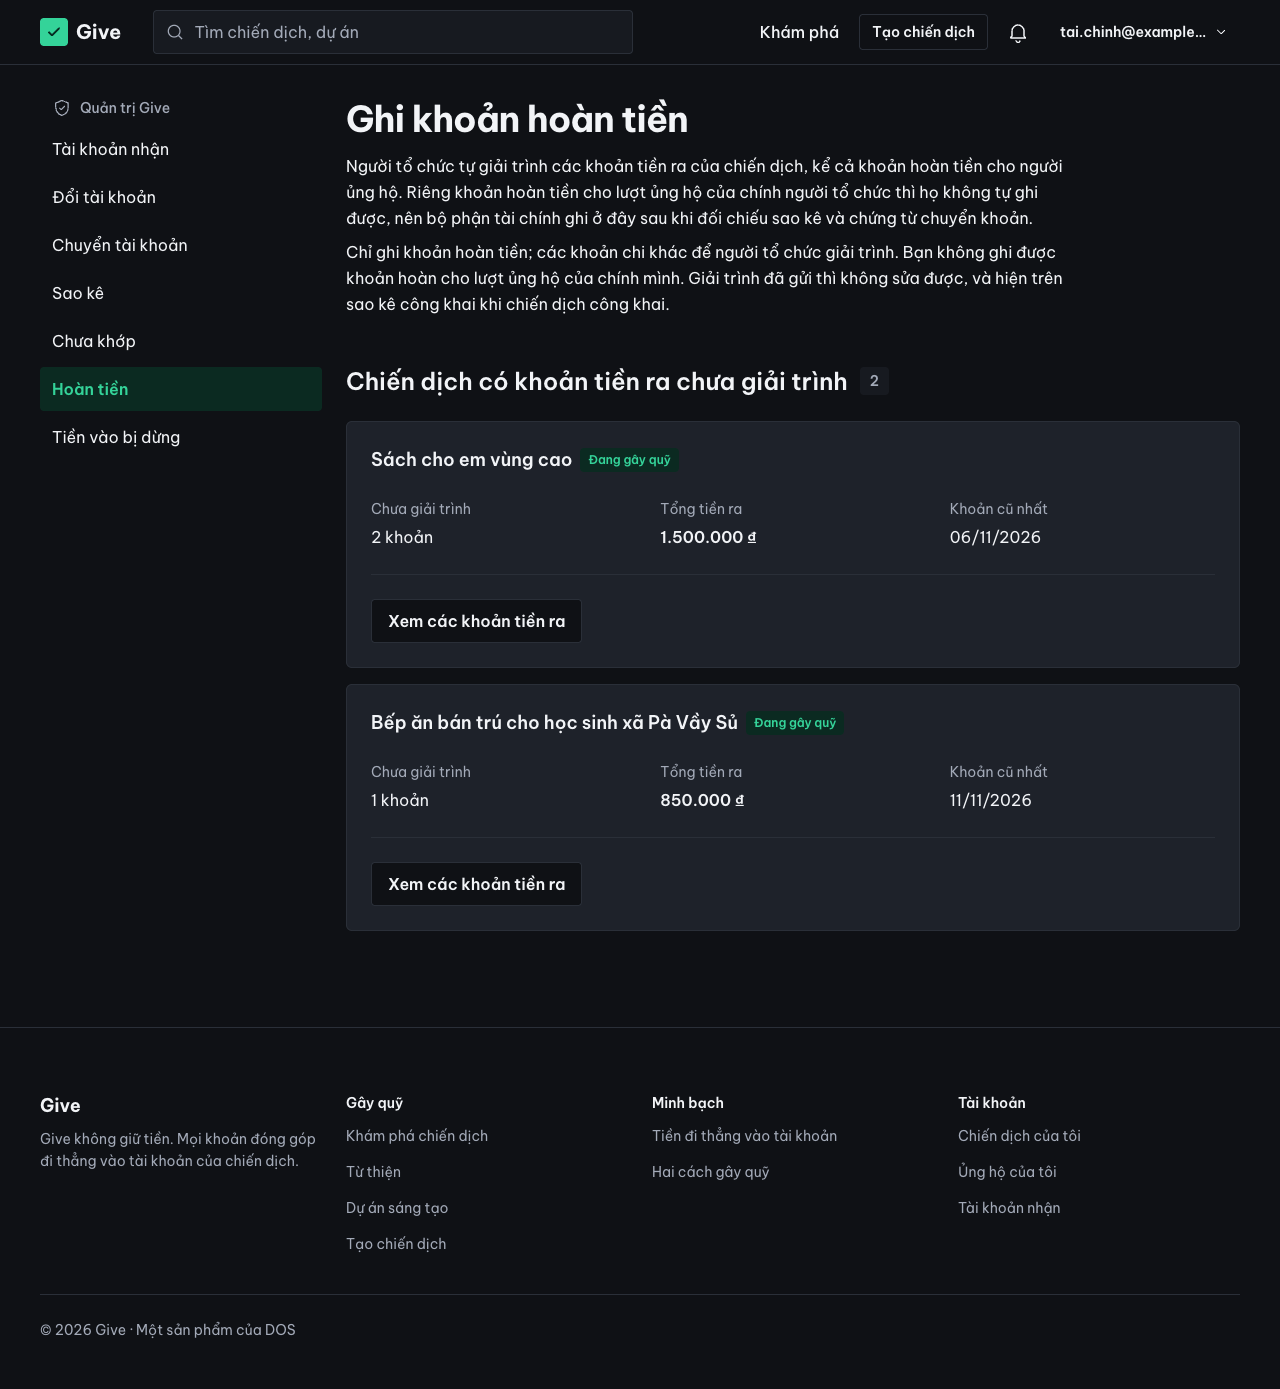 Give
Tìm chiến dịch, dự án
Khám phá
Tạo chiến dịch
tai.chinh@example...
Quản trị Give
Tài khoản nhận
Đổi tài khoản
Chuyển tài khoản
Sao kê
Chưa khớp
Hoàn tiền
Tiền vào bị dừng
Ghi khoản hoàn tiền
Người tổ chức tự giải trình các khoản tiền ra của chiến dịch, kể cả khoản hoàn tiền cho người
ủng hộ. Riêng khoản hoàn tiền cho lượt ủng hộ của chính người tổ chức thì họ không tự ghi
được, nên bộ phận tài chính ghi ở đây sau khi đối chiếu sao kê và chứng từ chuyển khoản.
Chỉ ghi khoản hoàn tiền; các khoản chi khác để người tổ chức giải trình. Bạn không ghi được
khoản hoàn cho lượt ủng hộ của chính mình. Giải trình đã gửi thì không sửa được, và hiện trên
sao kê công khai khi chiến dịch công khai.
Chiến dịch có khoản tiền ra chưa giải trình 2
Sách cho em vùng cao Đang gây quỹ
Chưa giải trình Tổng tiền ra Khoản cũ nhất
2 khoản 1.500.000 ₫ 06/11/2026
Xem các khoản tiền ra
Bếp ăn bán trú cho học sinh xã Pà Vầy Sủ Đang gây quỹ
Chưa giải trình Tổng tiền ra Khoản cũ nhất
1 khoản 850.000 ₫ 11/11/2026
Xem các khoản tiền ra
Give
Give không giữ tiền. Mọi khoản đóng góp
đi thẳng vào tài khoản của chiến dịch.
Gây quỹ
Khám phá chiến dịch
Từ thiện
Dự án sáng tạo
Tạo chiến dịch
Minh bạch
Tiền đi thẳng vào tài khoản
Hai cách gây quỹ
Tài khoản
Chiến dịch của tôi
Ủng hộ của tôi
Tài khoản nhận
© 2026 Give · Một sản phẩm của DOS